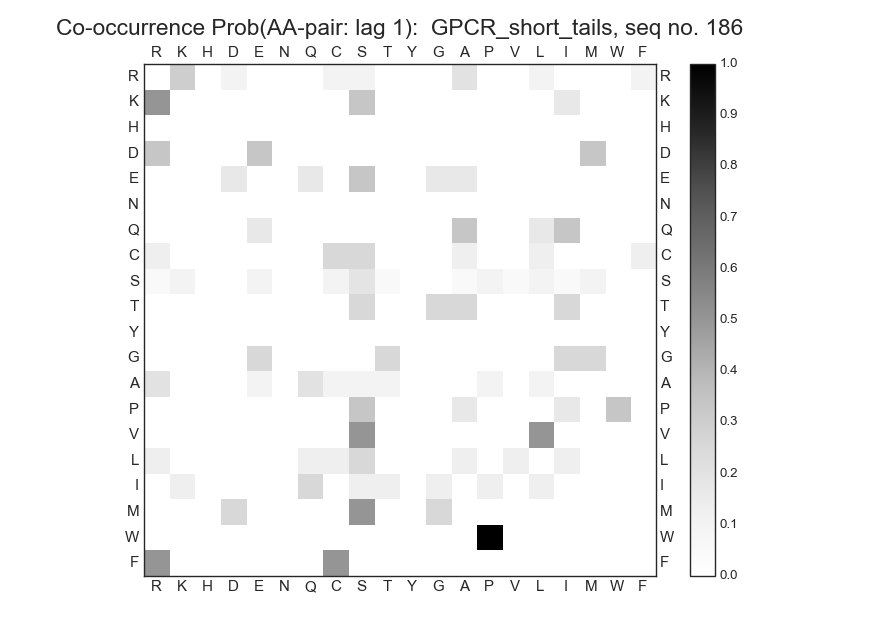 Co-occurrence Prob(AA-pair: lag 1):  GPCR_short_tails, seq no. 186
R K H D E N Q C S T Y G A P V L I M W F
1.0
R R
0.9
K K
H H
0.8
D D
E E
0.7
N N
Q Q
0.6
C C
S S
0.5
T T
Y Y
0.4
G G
A A
0.3
P P
V V
0.2
L L
I I
0.1
M M
W W
F F
0.0
R K H D E N Q C S T Y G A P V L I M W F